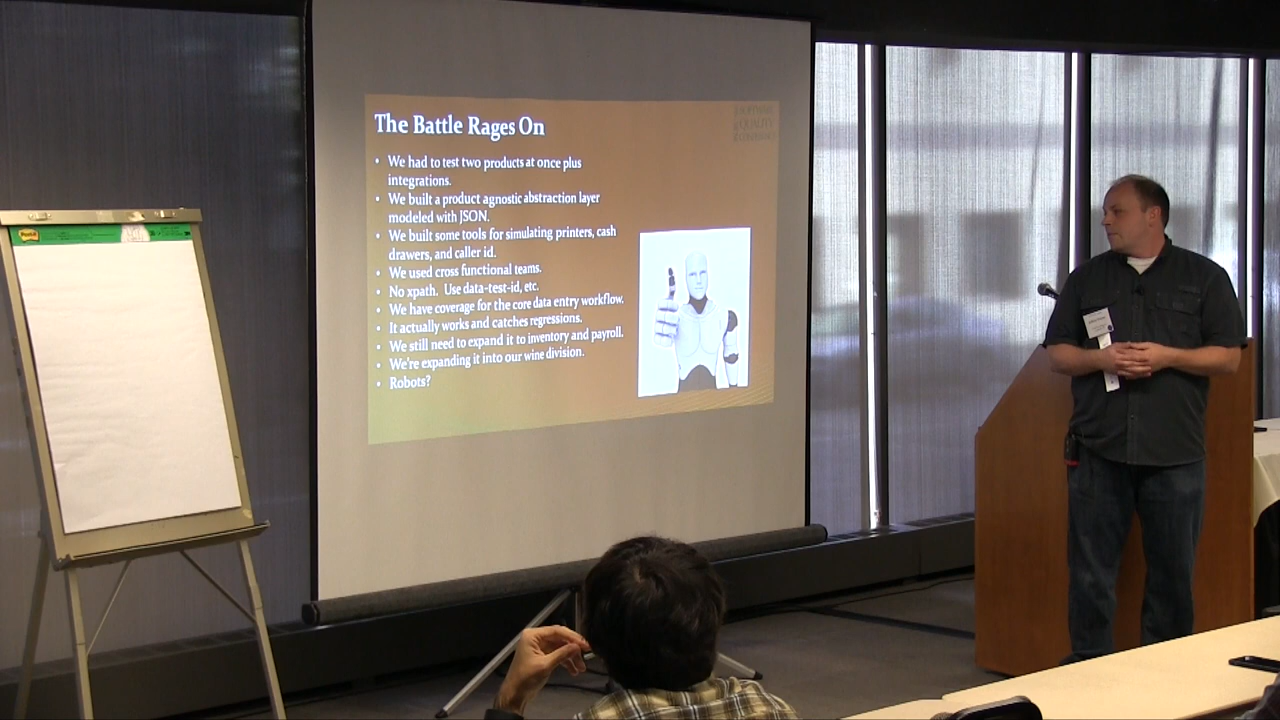 The Battle Rages On
• We had to test two products at once plus
integrations.
• We built a product agnostic abstraction layer
modeled with JSON.
• We built some tools for simulating printers, cash
drawers, and caller id.
• We used cross functional teams.
• No xpath. Use data-test-id, etc.
• We have coverage for the core data entry workflow.
• It actually works and catches regressions.
• We still need to expand it to inventory and payroll.
• We're expanding it into our wine division.
• Robots?